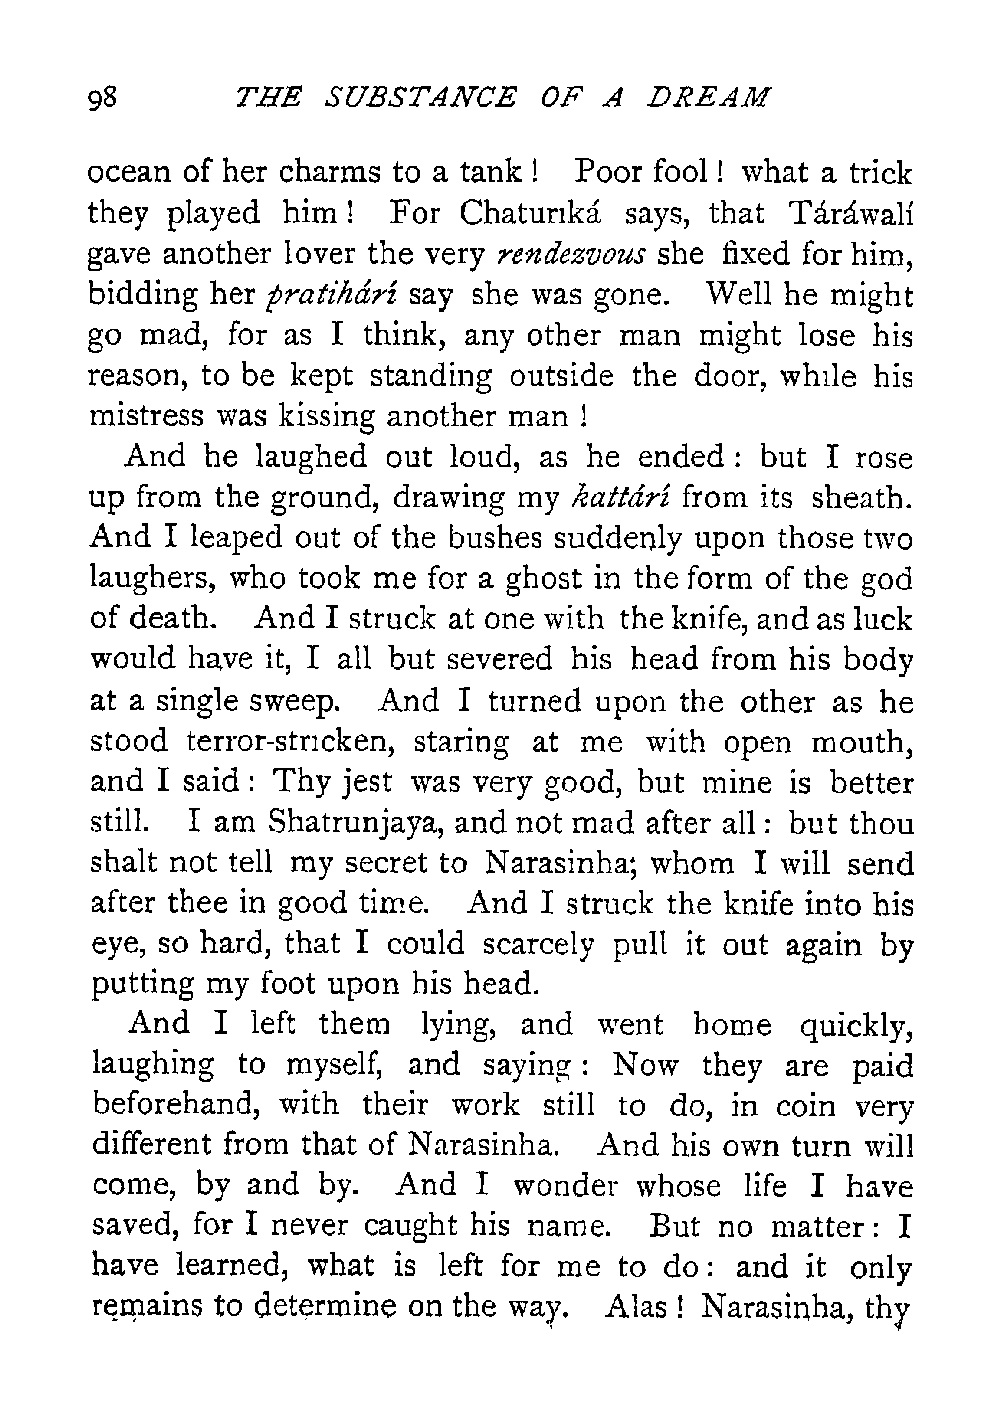 98 THE SUBSTANCE OF A DREAM
ocean of her charms to a tank! Poor fool! what a trick
they played him! For Chaturiká says, that Táráwalí
gave another lover the very rendezvous she fixed for him,
bidding her pratihárí say she was gone. Well he might
go mad, for as I think, any other man might lose his
reason, to be kept standing outside the door, while his
mistress was kissing another man!
And he laughed out loud, as he ended: but I rose
up from the ground, drawing my kattárí from its sheath.
And I leaped out of the bushes suddenly upon those two
laughers, who took me for a ghost in the form of the god
of death. And I struck at one with the knife, and as luck
would have it, I all but severed his head from his body
at a single sweep. And I turned upon the other as he
stood terror-stricken, staring at me with open mouth,
and I said: Thy jest was very good, but mine is better
still. I am Shatrunjaya, and not mad after all: but thou
shalt not tell my secret to Narasinha; whom I will send
after thee in good time. And I struck the knife into his
eye, so hard, that I could scarcely pull it out again by
putting my foot upon his head.
And I left them lying, and went home quickly,
laughing to myself, and saying: Now they are paid
beforehand, with their work still to do, in coin very
different from that of Narasinha. And his own turn will
come, by and by. And I wonder whose life I have
saved, for I never caught his name. But no matter: I
have learned, what is left for me to do: and it only
remains to determine on the way. Alas! Narasinha, thy